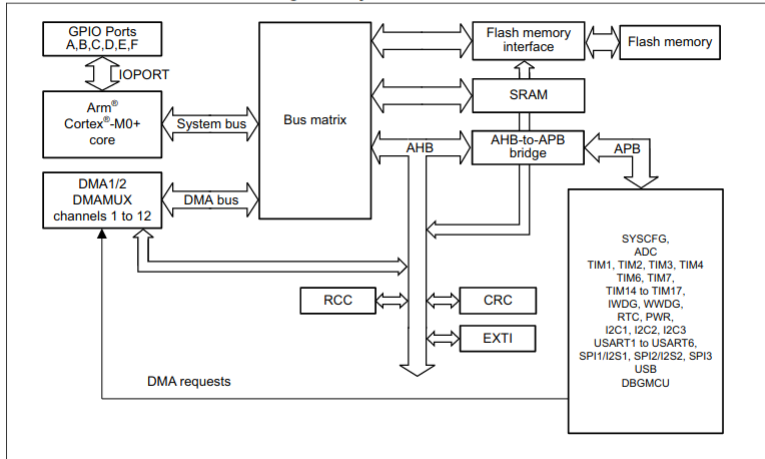 GPIO Ports
A,B,C,D,E,F
IOPORT
Arm®
Cortex®-M0+
core
System bus
DMA1/2
DMAMUX
channels 1 to 12
DMA bus
Bus matrix
Flash memory
interface
Flash memory
SRAM
AHB
AHB-to-APB
bridge
APB
RCC
CRC
EXTI
SYSCFG,
ADC
TIM1, TIM2, TIM3, TIM4
TIM6, TIM7,
TIM14 to TIM17,
IWDG, WWDG,
RTC, PWR,
I2C1, I2C2, I2C3
USART1 to USART6,
SPI1/I2S1, SPI2/I2S2, SPI3
USB
DBGMCU
DMA requests